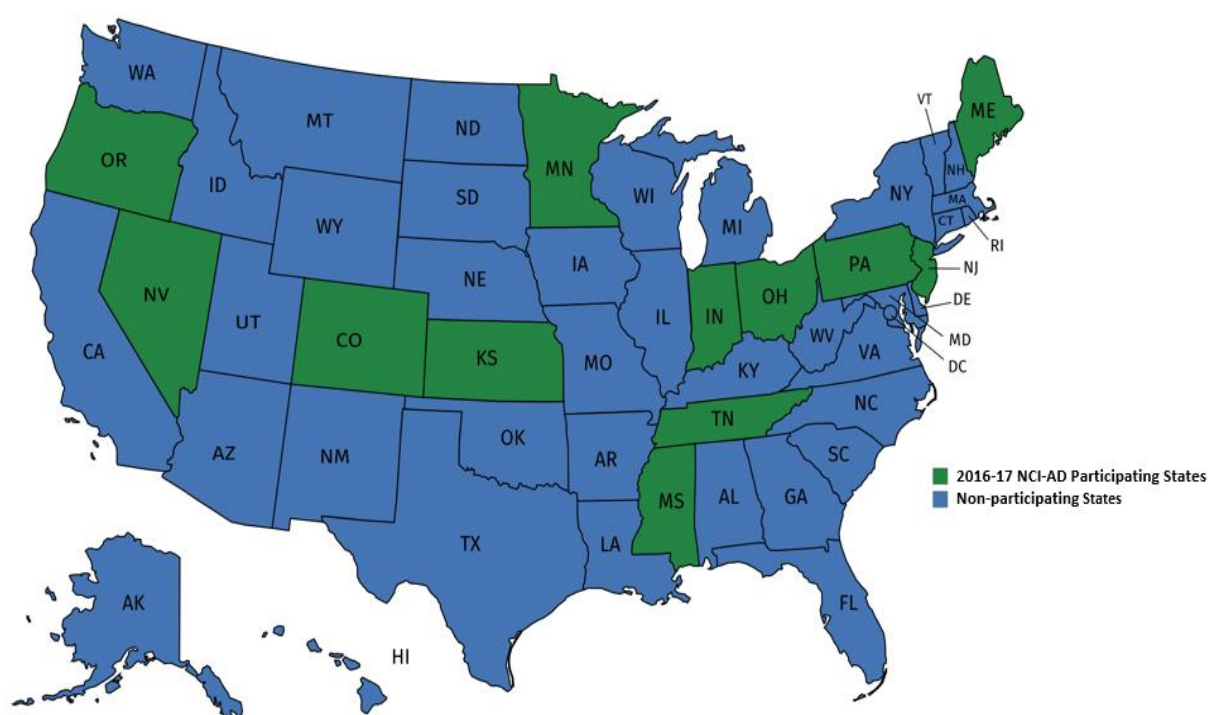 WA
MT
ND
MN
VT
ME
OR
ID
SD
WI
MI
NY
NH
MA
CT
RI
WY
NE
IA
PA
NJ
NV
UT
CO
KS
IL
IN
OH
DE
MD
DC
CA
MO
WV
VA
KY
NC
TN
AZ
NM
OK
AR
SC
MS
AL
GA
2016-17 NCI-AD Participating States
Non-participating States
TX
LA
FL
AK
HI